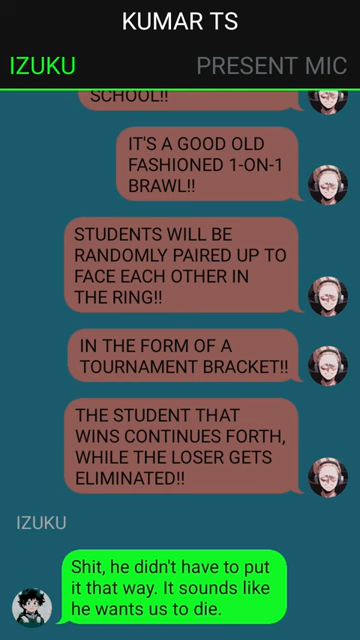 KUMAR TS
IZUKU PRESENT MIC
SCHOOL!!
IT'S A GOOD OLD
FASHIONED 1-ON-1
BRAWL!!
STUDENTS WILL BE
RANDOMLY PAIRED UP TO
FACE EACH OTHER IN
THE RING!!
IN THE FORM OF A
TOURNAMENT BRACKET!!
THE STUDENT THAT
WINS CONTINUES FORTH,
WHILE THE LOSER GETS
ELIMINATED!!
IZUKU
Shit, he didn't have to put
it that way. It sounds like
he wants us to die.